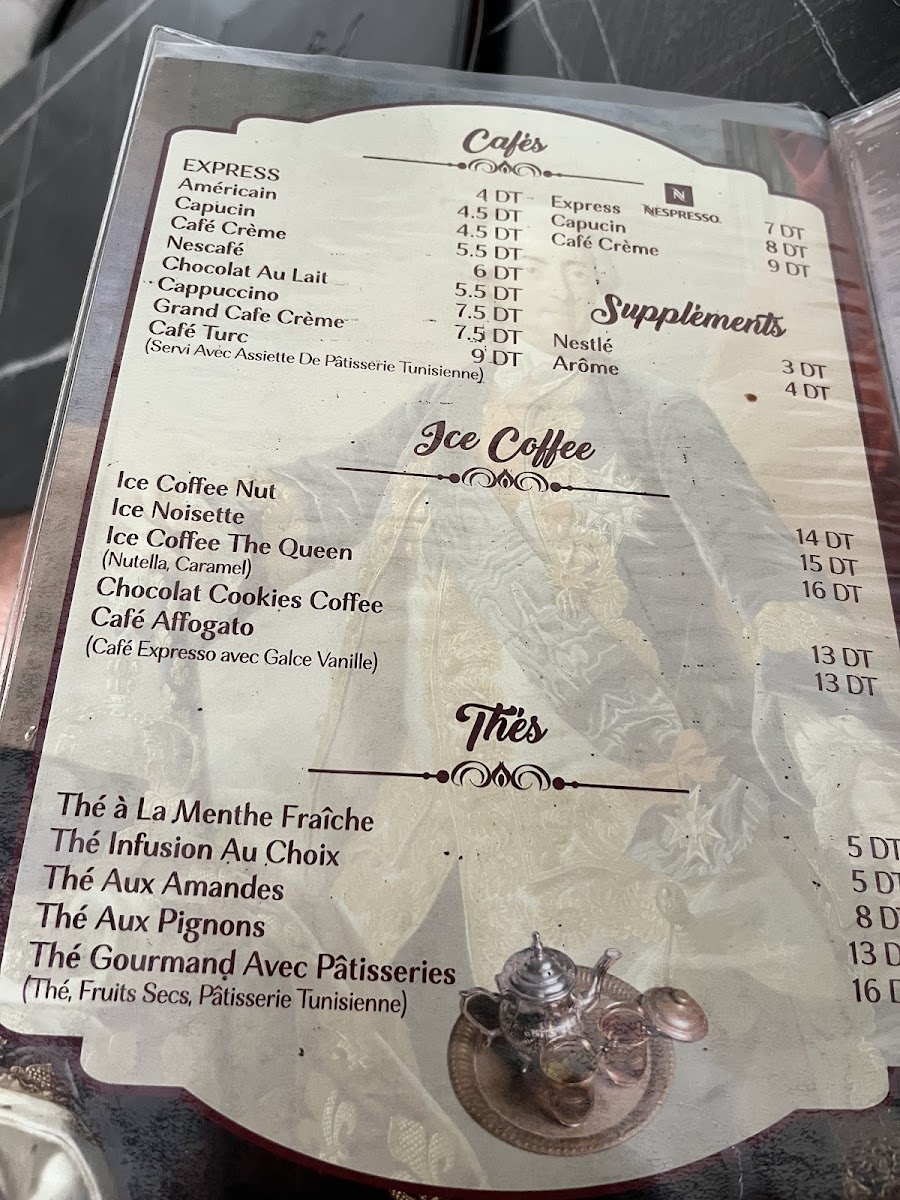 Cafés
EXPRESS 4 DT
Américain 4.5 DT
Capucin 4.5 DT
Café Crème 5.5 DT
Nescafé 6 DT
Chocolat Au Lait 5.5 DT
Cappuccino 7.5 DT
Grand Cafe Crème 7.5 DT
Café Turc 9 DT
(Servi Avec Assiette De Pâtisserie Tunisienne)
N
NESPRESSO.
Express 7 DT
Capucin 8 DT
Café Crème 9 DT
Suppléments
Nestlé 3 DT
Arôme 4 DT
Ice Coffee
Ice Coffee Nut 14 DT
Ice Noisette 15 DT
Ice Coffee The Queen 16 DT
(Nutella, Caramel)
Chocolat Cookies Coffee 13 DT
Café Affogato 13 DT
(Café Expresso avec Galce Vanille)
Thés
Thé à La Menthe Fraîche 5 DT
Thé Infusion Au Choix 5 DT
Thé Aux Amandes 8 D
Thé Aux Pignons 13 D
Thé Gourmand Avec Pâtisseries 16
(Thé, Fruits Secs, Pâtisserie Tunisienne)